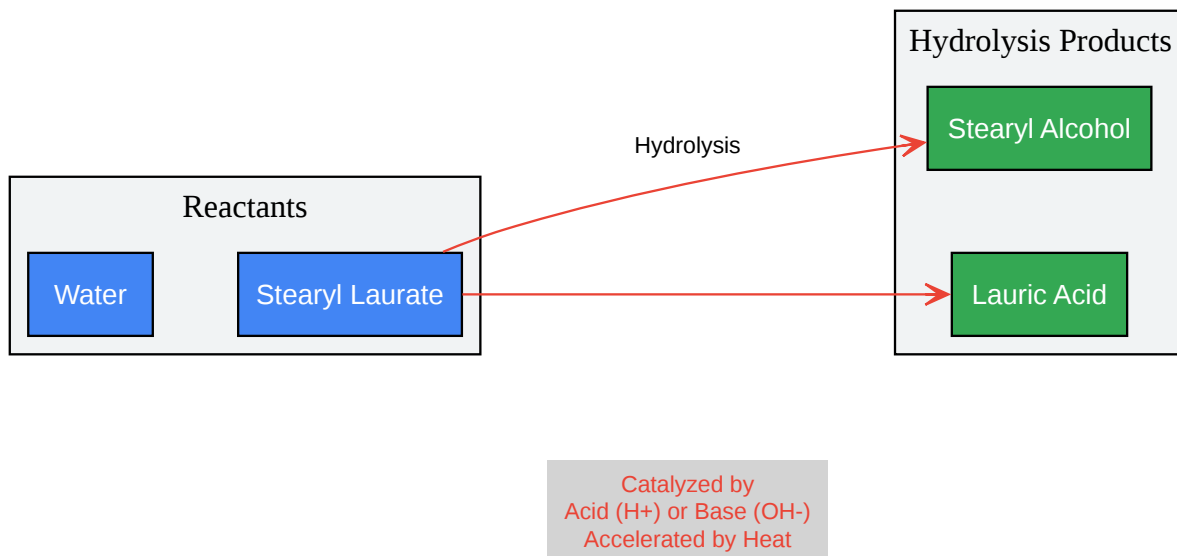 Hydrolysis Products
Stearyl Alcohol
Hydrolysis
Reactants
Water
Stearyl Laurate
Lauric Acid
Catalyzed by
Acid (H+) or Base (OH-)
Accelerated by Heat